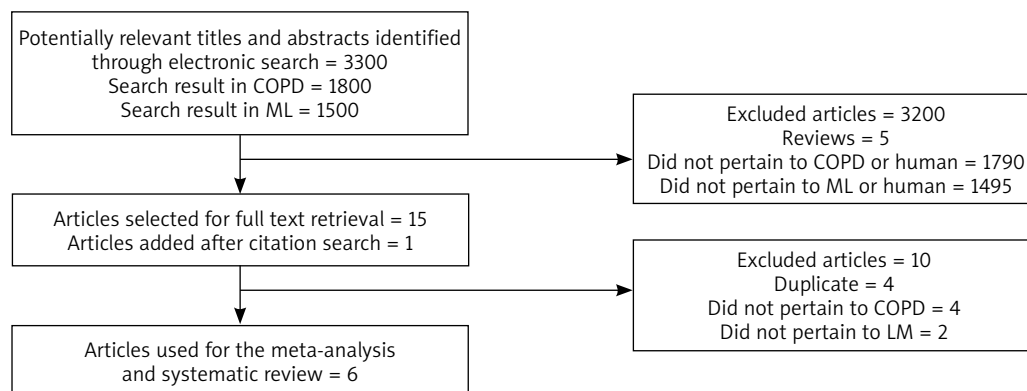 Potentially relevant titles and abstracts identified
through electronic search = 3300
Search result in COPD = 1800
Search result in ML = 1500
Excluded articles = 3200
Reviews = 5
Did not pertain to COPD or human = 1790
Did not pertain to ML or human = 1495
Articles selected for full text retrieval = 15
Articles added after citation search = 1
Excluded articles = 10
Duplicate = 4
Did not pertain to COPD = 4
Did not pertain to LM = 2
Articles used for the meta-analysis
and systematic review = 6